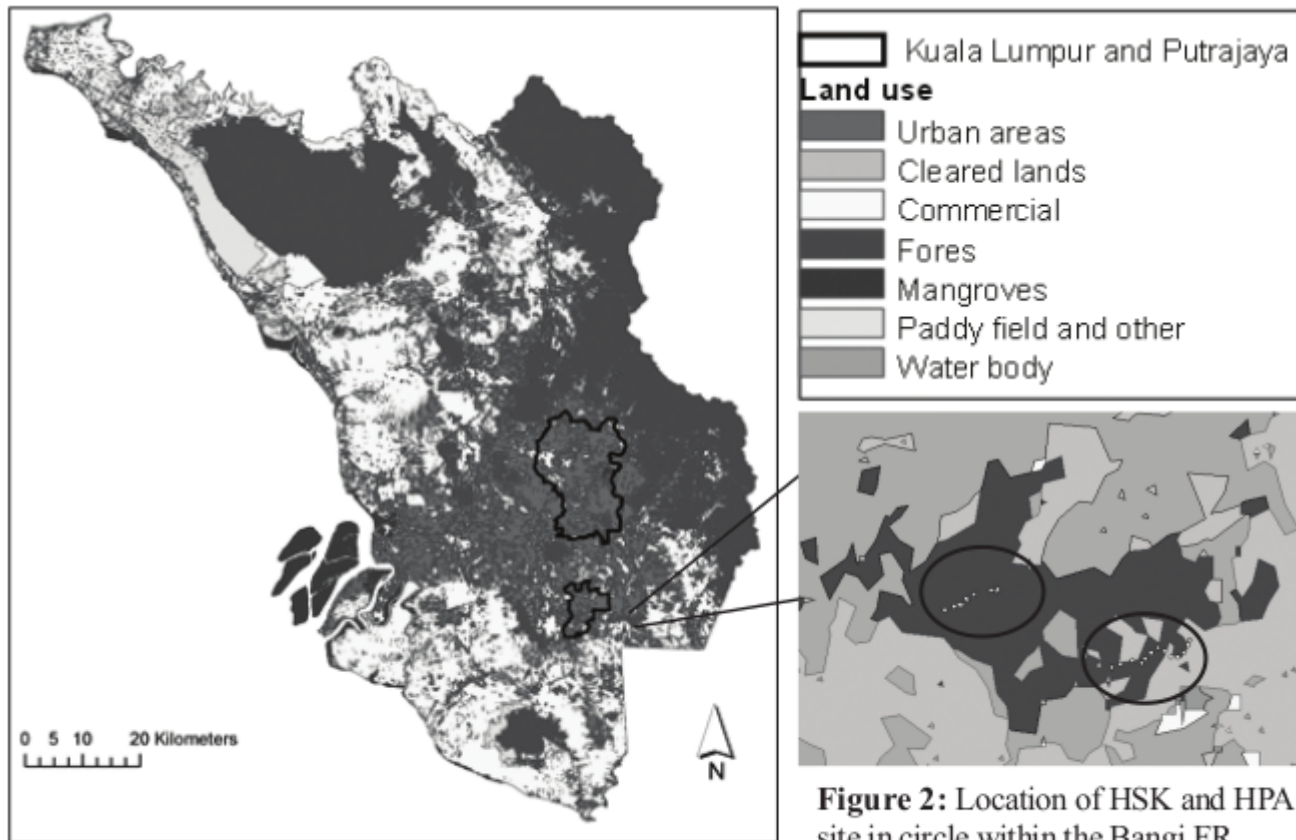 Kuala Lumpur and Putrajaya
Land use
Urban areas
Cleared lands
Commercial
Fores
Mangroves
Paddy field and other
Water body
0 5 10 20 Kilometers
N
Figure 2: Location of HSK and HPA
site in circle within the Bangi FR